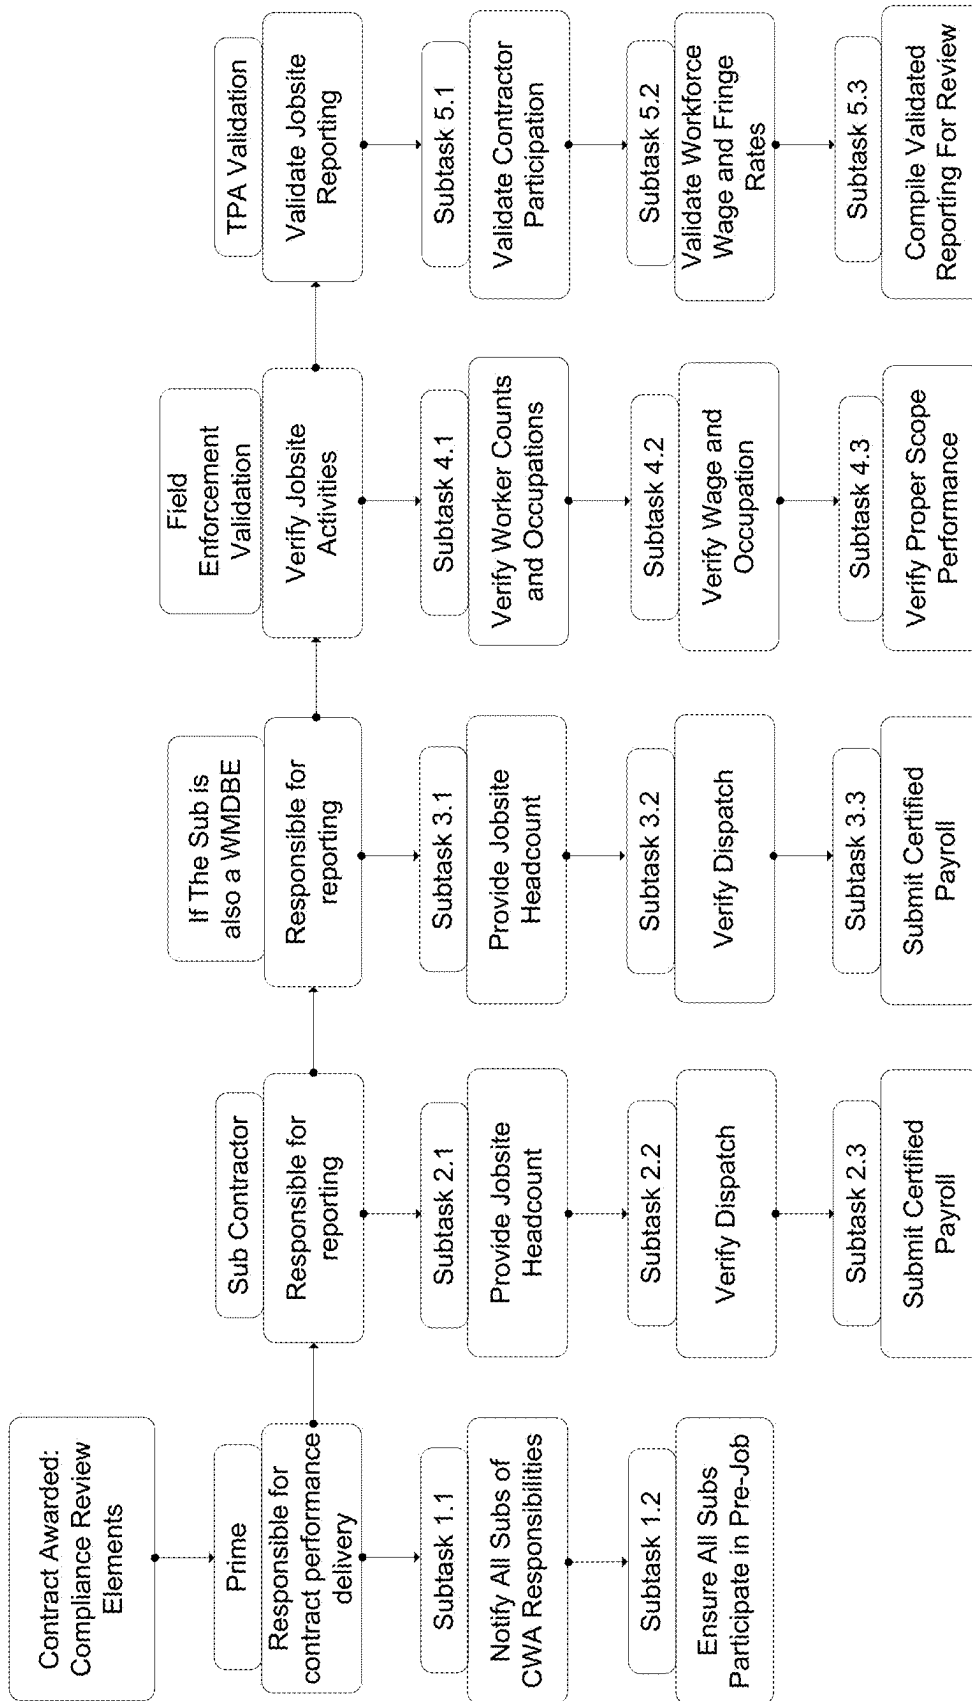 Contract Awarded:
Compliance Review
Elements
Prime
Responsible for
contract performance
delivery
Subtask 1.1
Notify All Subs of
CWA Responsibilities
Subtask 1.2
Ensure All Subs
Participate in Pre-Job
Sub Contractor
Responsible for
reporting
Subtask 2.1
Provide Jobsite
Headcount
Subtask 2.2
Verify Dispatch
Subtask 2.3
Submit Certified
Payroll
If The Sub is
also a WMDBE
Responsible for
reporting
Subtask 3.1
Provide Jobsite
Headcount
Subtask 3.2
Verify Dispatch
Subtask 3.3
Submit Certified
Payroll
Field
Enforcement
Validation
Verify Jobsite
Activities
Subtask 4.1
Verify Worker Counts
and Occupations
Subtask 4.2
Verify Wage and
Occupation
Subtask 4.3
Verify Proper Scope
Performance
TPA Validation
Validate Jobsite
Reporting
Subtask 5.1
Validate Contractor
Participation
Subtask 5.2
Validate Workforce
Wage and Fringe
Rates
Subtask 5.3
Compile Validated
Reporting For Review